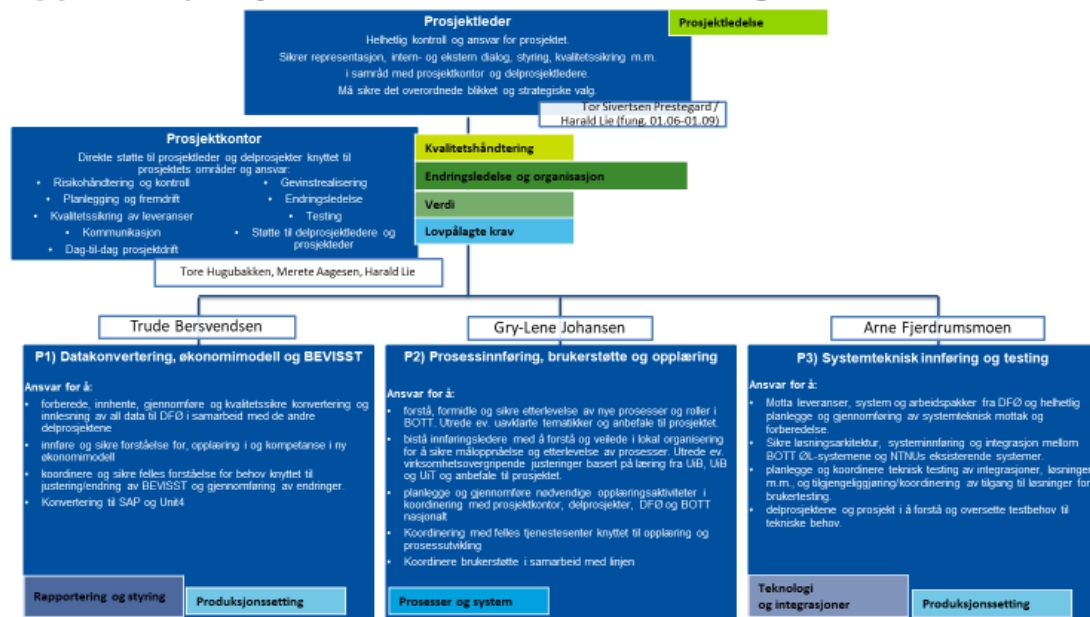 Prosjektleder
Helhetlig kontroll og ansvar for prosjektet.
Sikrer representasjon, intern- og ekstern dialog, styring, kvalitetssikring m.m.
i samråd med prosjektkontor og delprosjektledere.
Må sikre det overordnede blikket og strategiske valg.
Prosjektledelse
Tor Sivertsen Prestegard /
Harald Lie (fung. 01.06-01.09)
Prosjektkontor
Direkte støtte til prosjektleder og delprosjekter knyttet til
prosjektets områder og ansvar:
• Risikohåndtering og kontroll
• Planlegging og fremdrift
• Kvalitetssikring av leveranser
• Kommunikasjon
• Dag-til-dag prosjektdrift
• Gevinstrealisering
• Endringsledelse
• Testing
• Støtte til delprosjektledere og
prosjekteder
Kvalitetshåndtering
Endringsledelse og organisasjon
Verdi
Lovpålagte krav
Tore Hugubakken, Merete Aagesen, Harald Lie
Trude Bersvendsen
P1) Datakonvertering, økonomimodell og BEVISST
Ansvar for å:
• forberede, innhente, gjennomføre og kvalitetssikre konvertering og
innlesning av all data til DFØ i samarbeid med de andre
delprosjektene
• innføre og sikre forståelse for, opplæring i og kompetanse i ny
økonomimodell
• koordinere og sikre felles forståelse for behov knyttet til
justering/endring av BEVISST og gjennomføring av endringer.
• Konvertering til SAP og Unit4
Rapportering og styring
Produksjonssetting
Gry-Lene Johansen
P2) Prosessinnføring, brukerstøtte og opplæring
Ansvar for å:
• forstå, formidle og sikre etterlevelse av nye prosesser og roller i
BOTT. Utrede ev. uavklarte tematikker og anbefale til prosjektet.
• bistå innføringsledere med å forstå og veilede i lokal organisering
for å sikre måloppnåelse og etterlevelse av prosesser. Utrede ev.
virksomhetsovergripende justeringer basert på læring fra UiB, UiB
og UiT og anbefale til prosjektet.
• planlegge og gjennomføre nødvendige opplæringsaktiviteter i
koordinering med prosjektkontor, delprosjekter, DFØ og BOTT
nasjonalt
• Koordinering med felles tjenestesenter knyttet til opplæring og
prosessutvikling
• Koordinere brukerstøtte i samarbeid med linjen
Prosesser og system
Arne Fjerdrumsmoen
P3) Systemteknisk innføring og testing
Ansvar for å:
• Motta leveranser, system og arbeidspakker fra DFØ og helhetlig
planlegge og gjennomføring av systemteknisk mottak og
forberedelse.
• Sikre løsningsarkitektur, systeminnføring og integrasjon mellom
BOTT ØL-systemene og NTNUs eksisterende systemer.
• planlegge og koordinere teknisk testing av integrasjoner, løsninger
m.m., og tilgjengeliggjøring/koordinering av tilgang til løsninger for
brukertesting.
• delprosjektene og prosjekt i å forstå og oversette testbehov til
tekniske behov.
Teknologi
og integrasjoner
Produksjonssetting